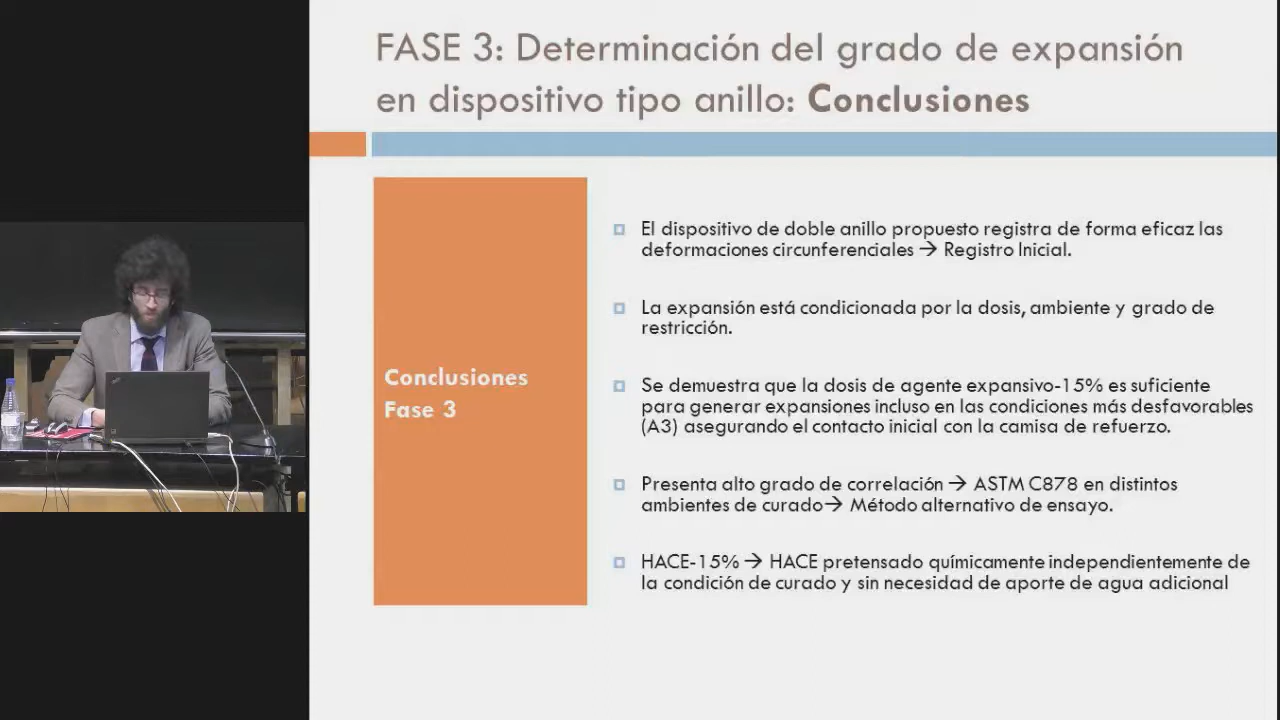 FASE 3: Determinación del grado de expansión
en dispositivo tipo anillo: Conclusiones
Conclusiones
Fase 3
El dispositivo de doble anillo propuesto registra de forma eficaz las
deformaciones circunferenciales → Registro Inicial.
La expansión está condicionada por la dosis, ambiente y grado de
restricción.
Se demuestra que la dosis de agente expansivo-15% es suficiente
para generar expansiones incluso en las condiciones más desfavorables
(A3) asegurando el contacto inicial con la camisa de refuerzo.
Presenta alto grado de correlación → ASTM C878 en distintos
ambientes de curado→ Método alternativo de ensayo.
HACE-15% → HACE pretensado químicamente independientemente de
la condición de curado y sin necesidad de aporte de agua adicional